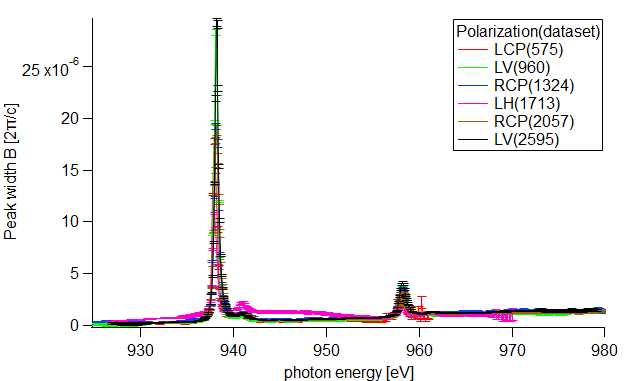 Polarization(dataset)
LCP(575)
LV(960)
RCP(1324)
LH(1713)
RCP(2057)
LV(2595)
Peak width B [2π/c]
25 x10⁻⁶
20
15
10
5
0
930
940
950
960
970
980
photon energy [eV]